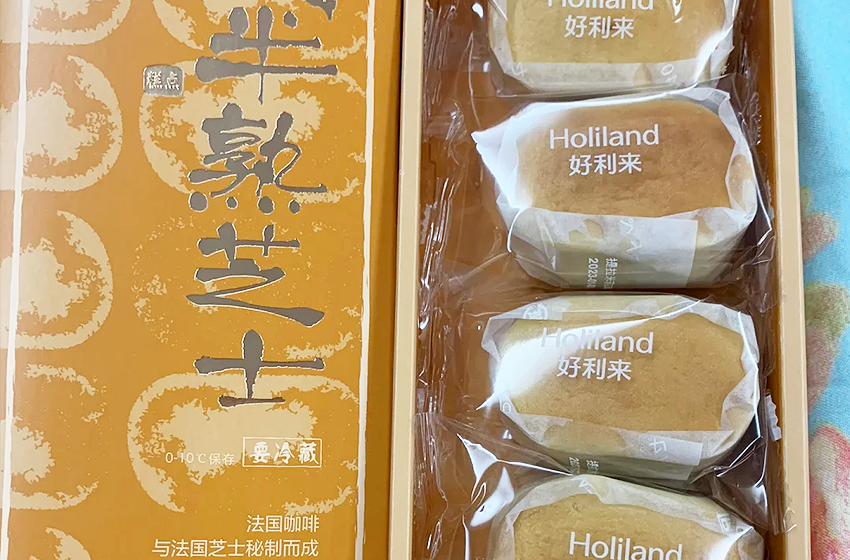 糕点
半熟芝士
0-10℃保存 要冷藏
法国咖啡
与法国芝士秘制而成
Holiland
好利来
Holiland
好利来
Holiland
好利来
Holiland